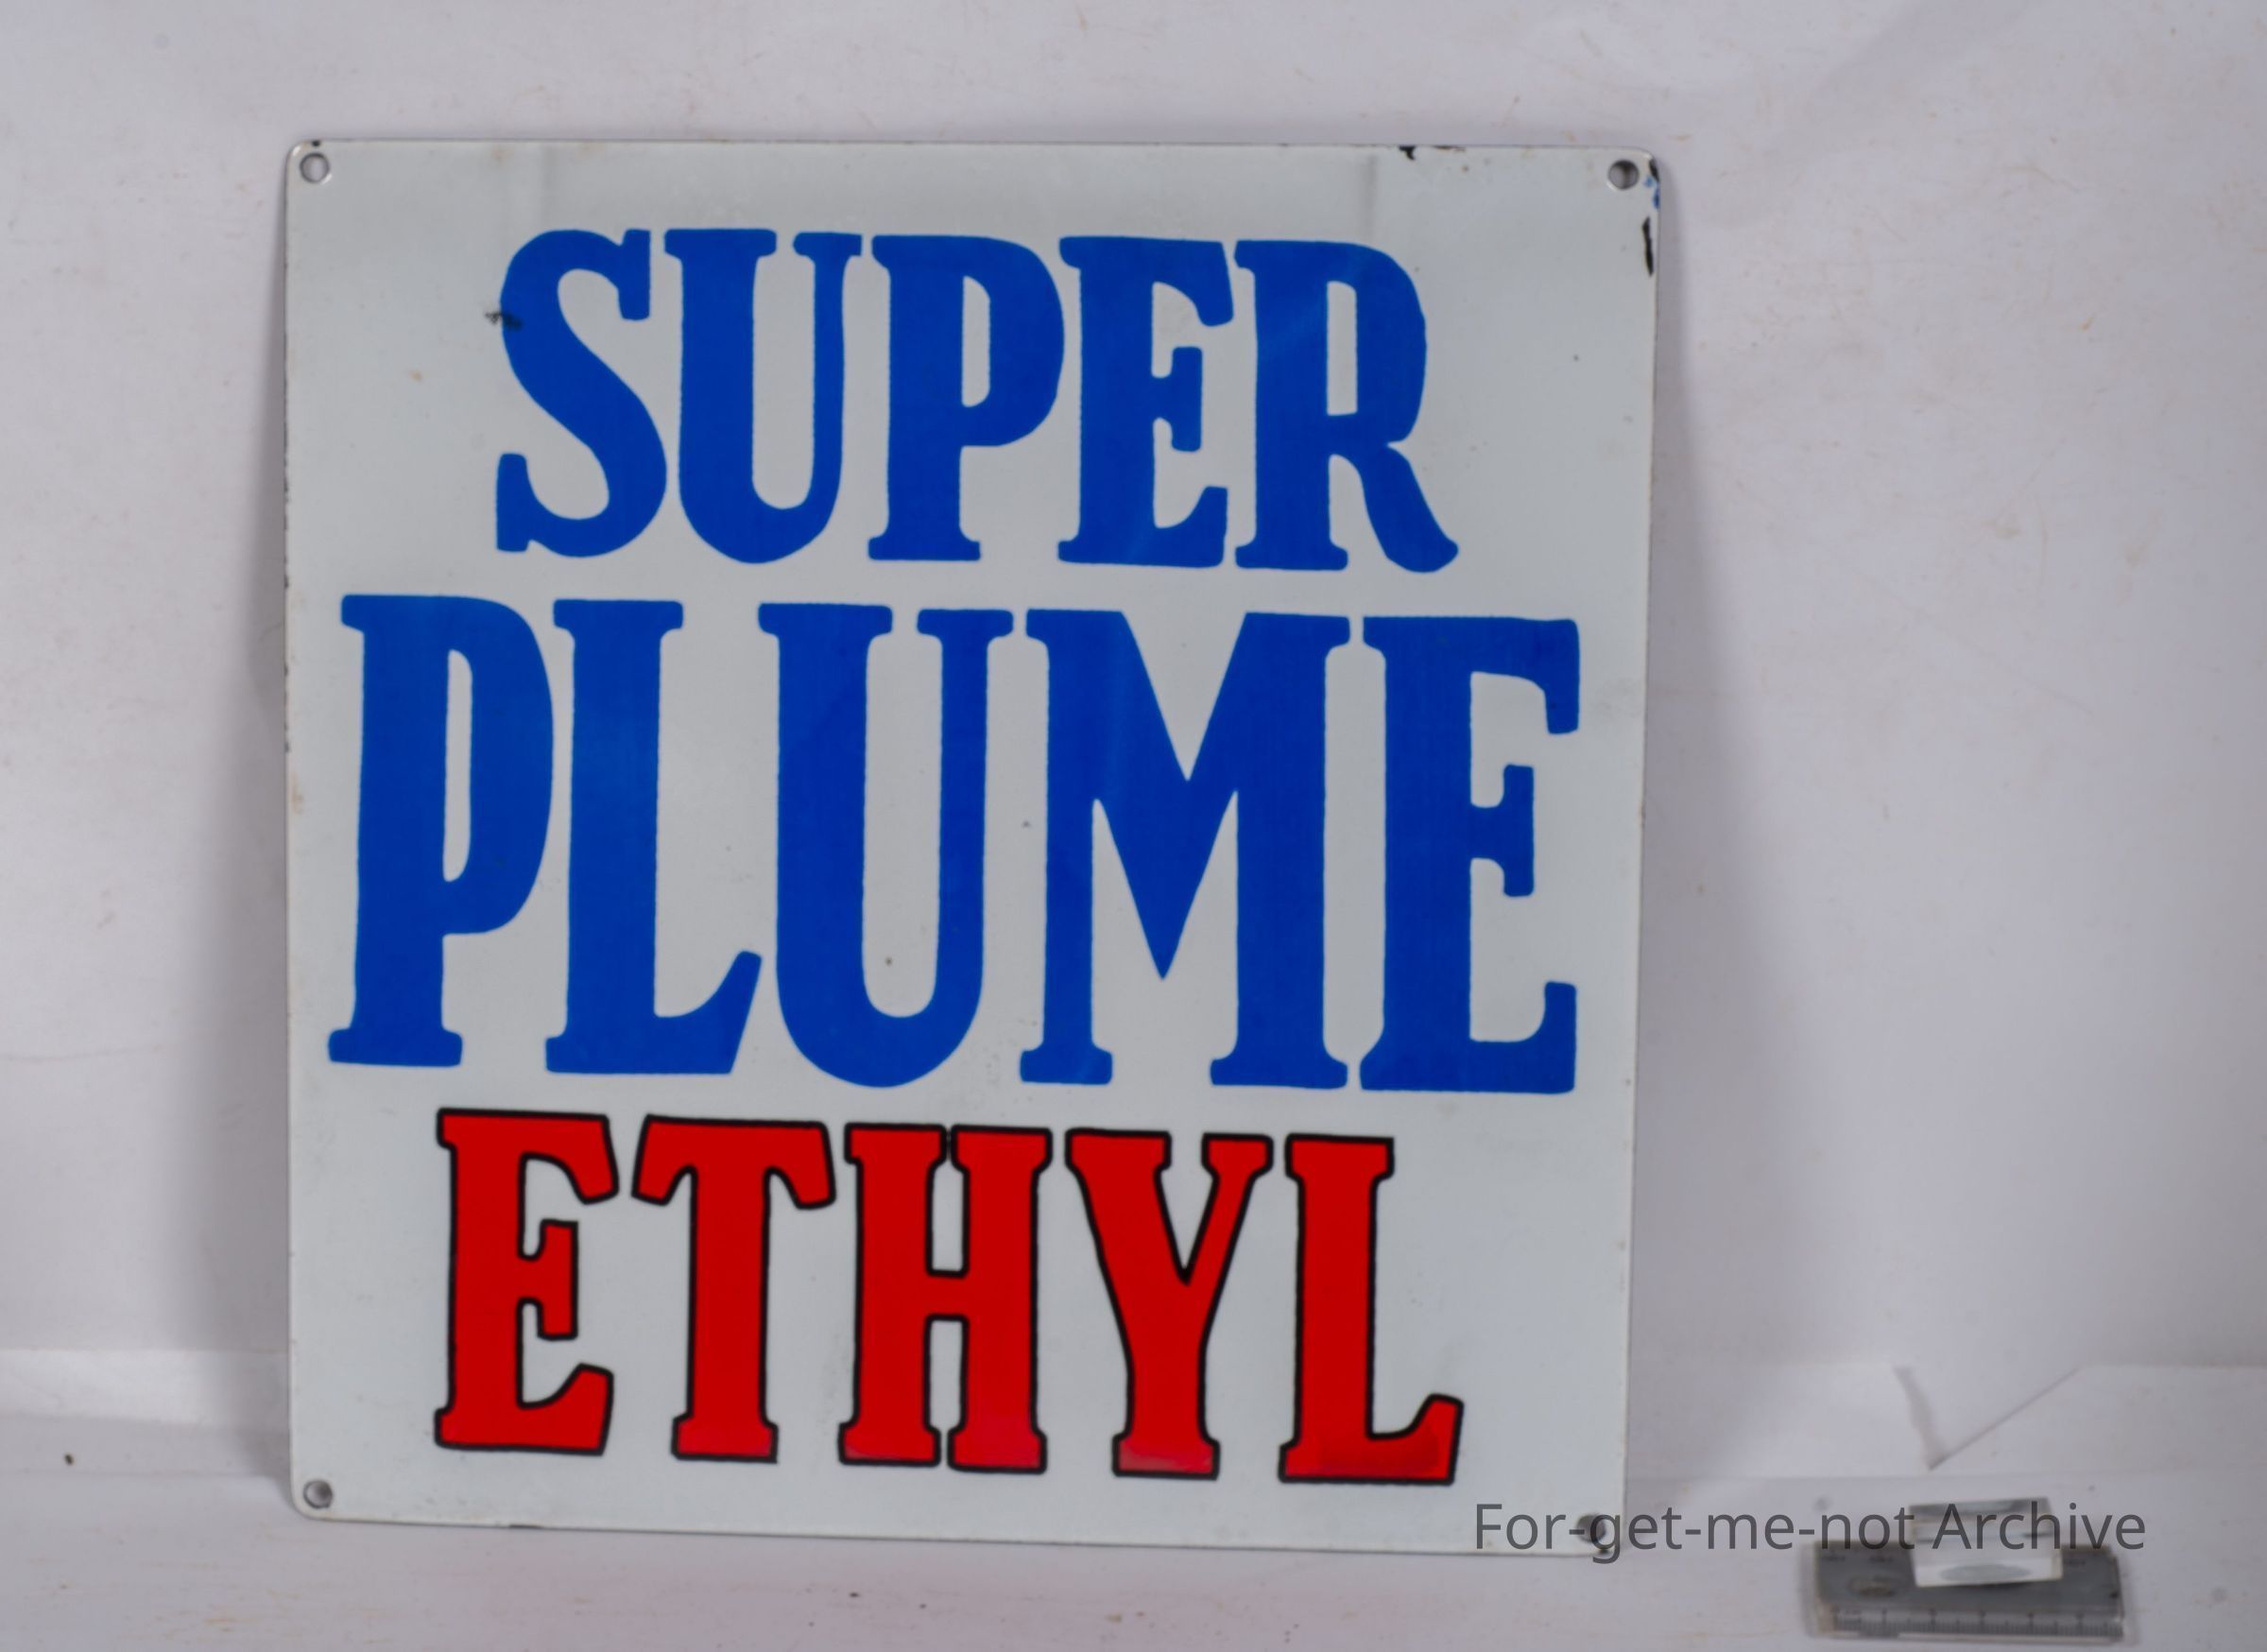 SUPER
PLUME
ETHYL
For-get-me-not Archive